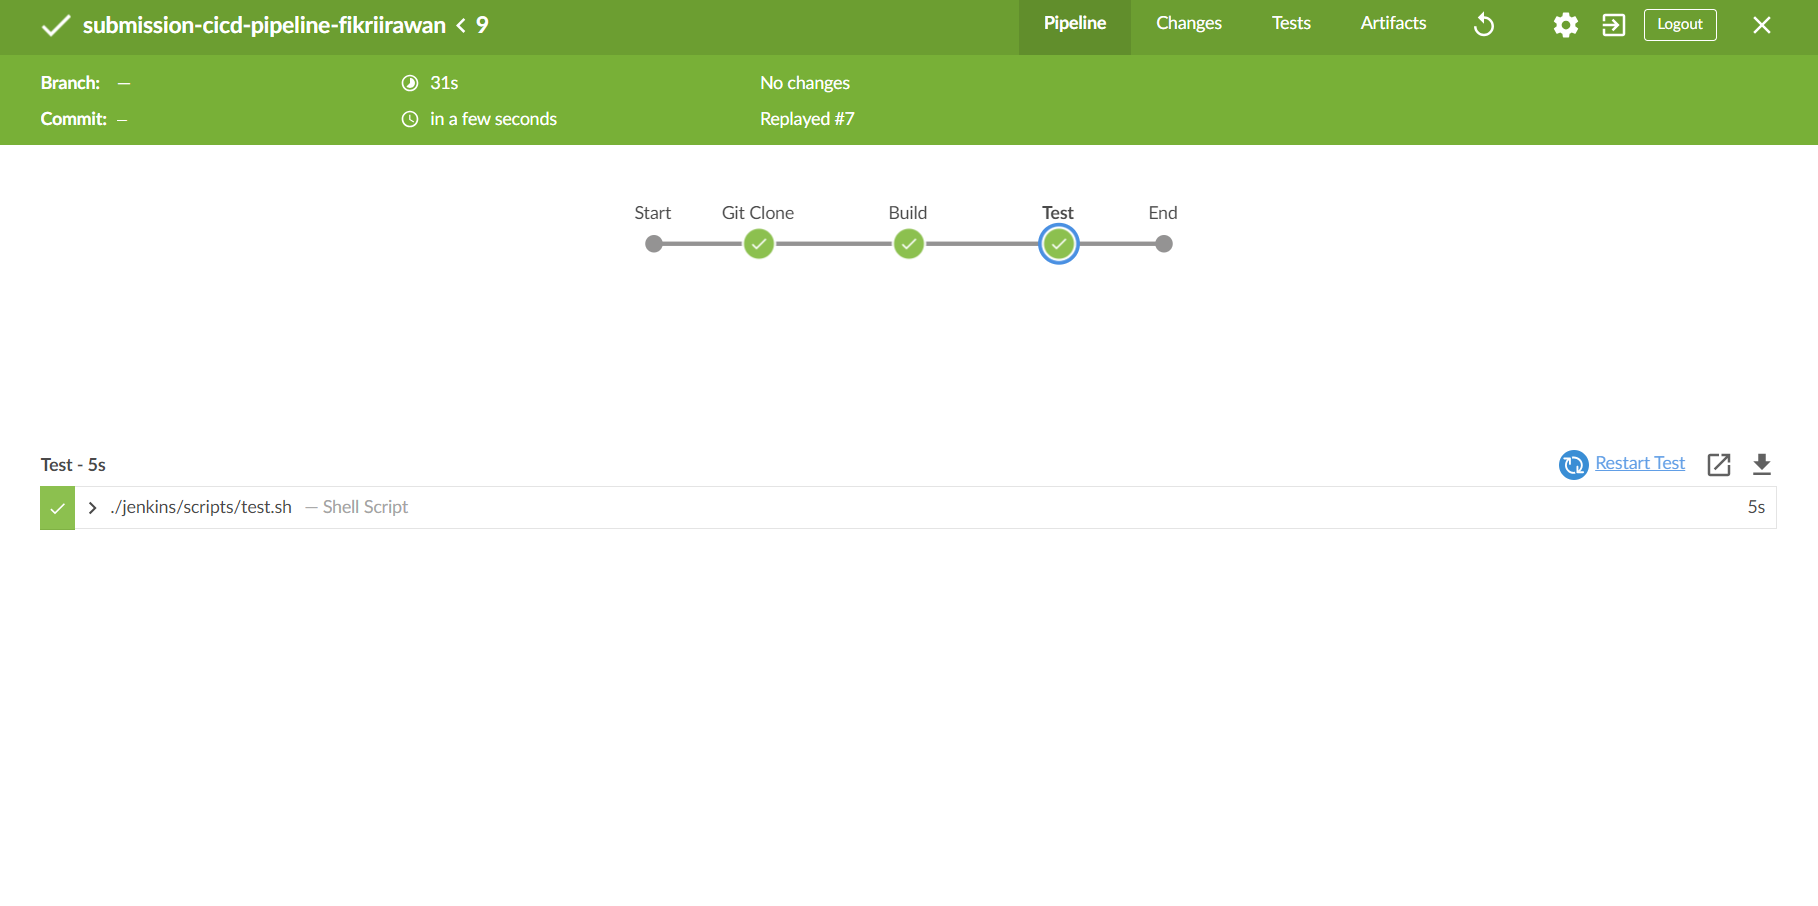 submission-cicd-pipeline-fikriirawan < 9
Pipeline
Changes
Tests
Artifacts
Logout
Branch: —
31s
No changes
Commit: —
in a few seconds
Replayed #7
Start
Git Clone
Build
Test
End
Test - 5s
Restart Test
./jenkins/scripts/test.sh — Shell Script
5s